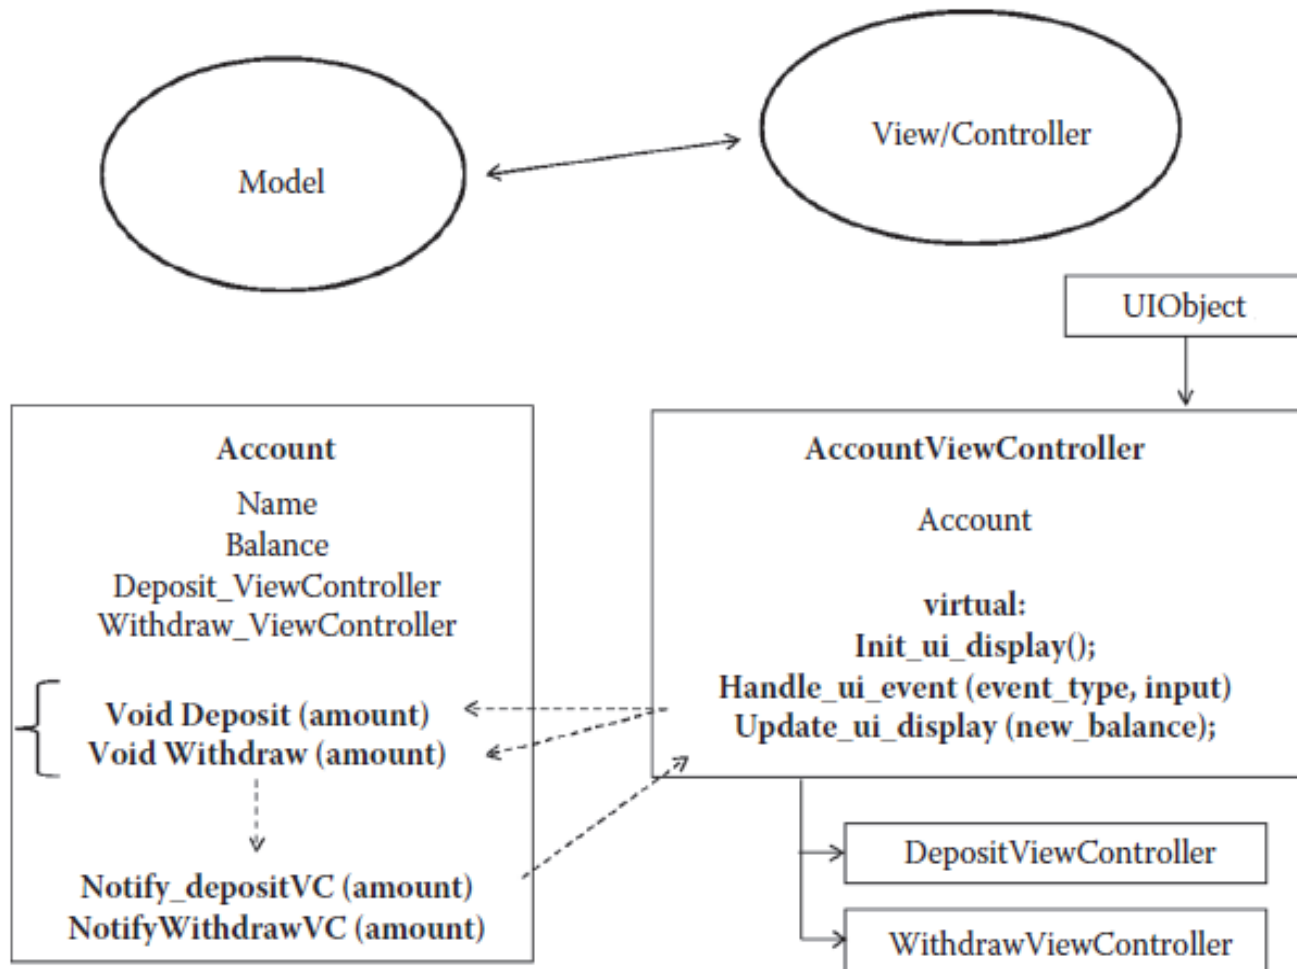 Model
View/Controller
UIObject
Account
Name
Balance
Deposit_ViewController
Withdraw_ViewController
Void Deposit (amount)
Void Withdraw (amount)
Notify_depositVC (amount)
NotifyWithdrawVC (amount)
AccountViewController
Account
virtual:
Init_ui_display();
Handle_ui_event (event_type, input)
Update_ui_display (new_balance);
DepositViewController
WithdrawViewController